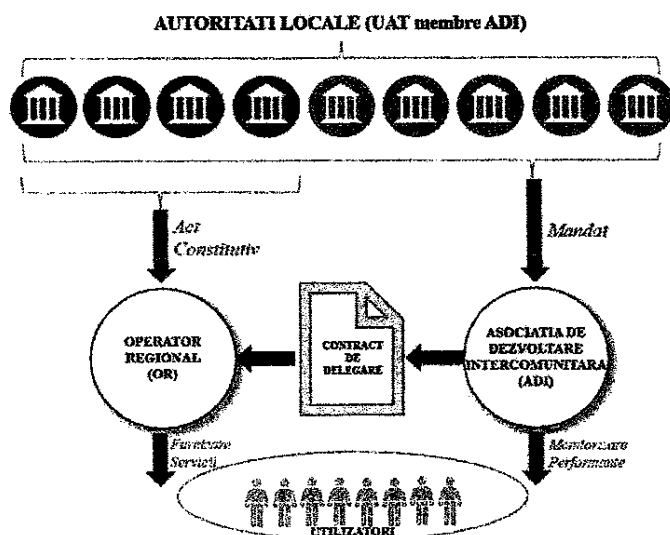 AUTORITATI LOCALE (UAT membre ADI)
Act
Constitutiv
Mandat
OPERATOR
REGIONAL
(OR)
CONTRACT
DE
DELEGARE
ASOCIATIA DE
DEZVOLTARE
INTERCOMUNITARA
(ADI)
Furnizare
Servicii
Monitorizare
Performante
UTILIZATORI